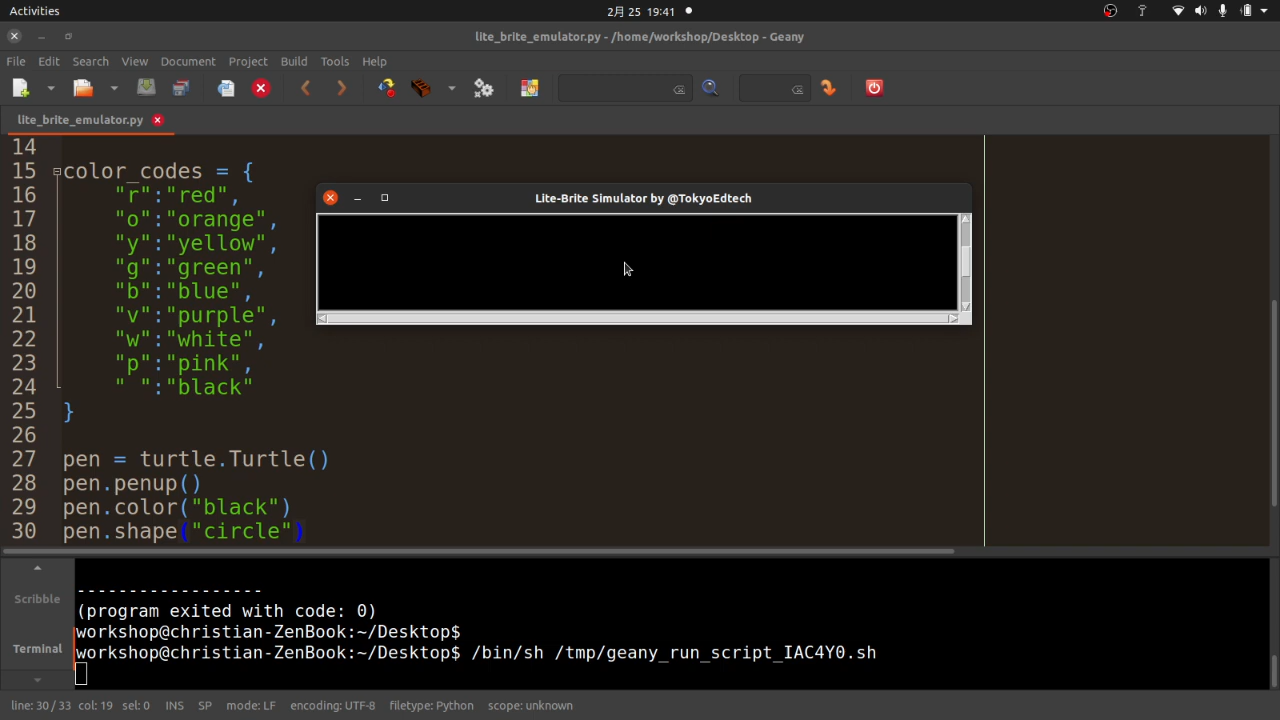 Activities
2月 25 19:41
lite_brite_emulator.py - /home/workshop/Desktop - Geany
File Edit Search View Document Project Build Tools Help
lite_brite_emulator.py
14
15 color_codes = {
16 "r":"red",
17 "o":"orange",
18 "y":"yellow",
19 "g":"green",
20 "b":"blue",
21 "v":"purple",
22 "w":"white",
23 "p":"pink",
24 " ":"black"
25 }
26
27 pen = turtle.Turtle()
28 pen.penup()
29 pen.color("black")
30 pen.shape("circle")
Lite-Brite Simulator by @TokyoEdtech
Scribble
Terminal
------------------
(program exited with code: 0)
workshop@christian-ZenBook:~/Desktop$
workshop@christian-ZenBook:~/Desktop$ /bin/sh /tmp/geany_run_script_IAC4Y0.sh
line: 30 / 33 col: 19 sel: 0 INS SP mode: LF encoding: UTF-8 filetype: Python scope: unknown